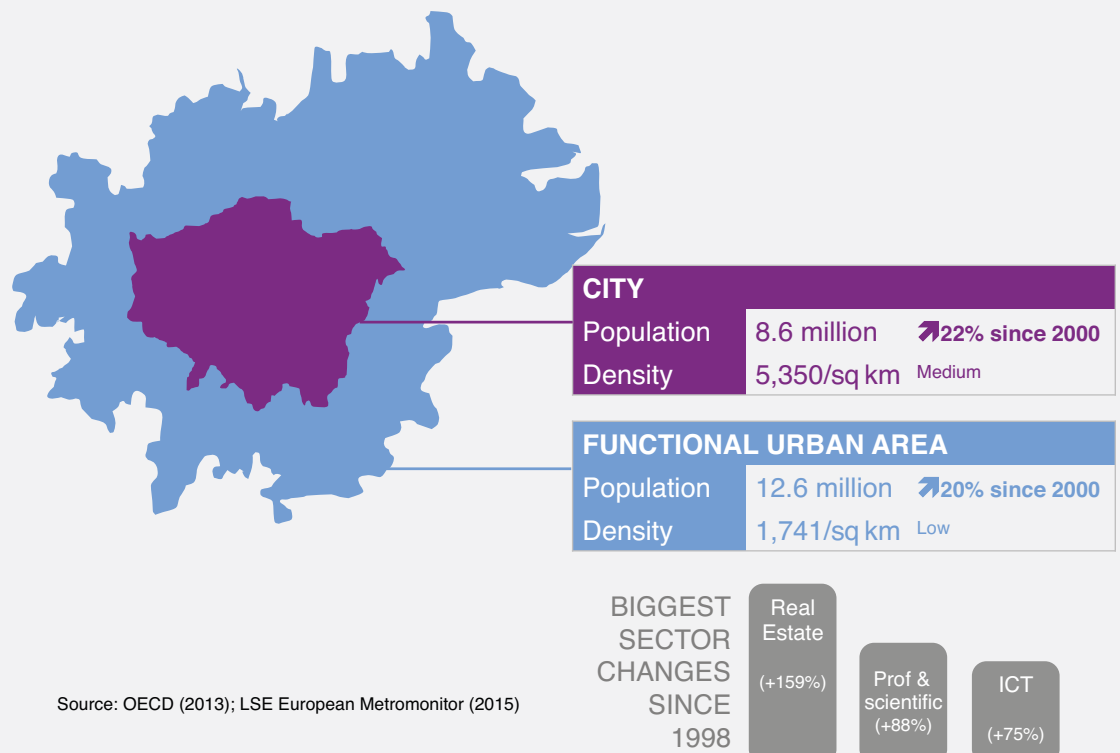 CITY
Population 8.6 million 22% since 2000
Density 5,350/sq km Medium
FUNCTIONAL URBAN AREA
Population 12.6 million 20% since 2000
Density 1,741/sq km Low
BIGGEST
SECTOR
CHANGES
SINCE
1998
Real
Estate
(+159%)
Prof &
scientific
(+88%)
ICT
(+75%)
Source: OECD (2013); LSE European Metromonitor (2015)